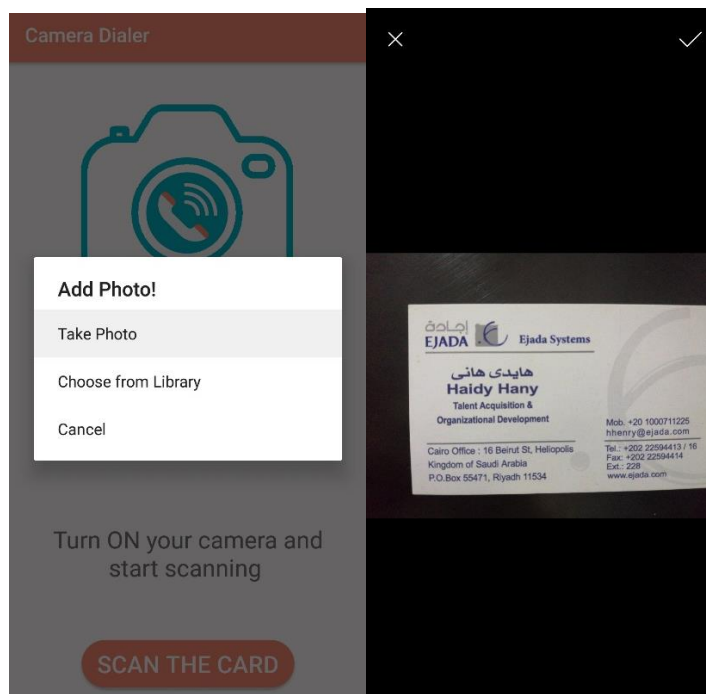 Camera Dialer
Add Photo!
Take Photo
Choose from Library
Cancel
Turn ON your camera and
start scanning
SCAN THE CARD
إجادة
EJADA
Ejada Systems
هايدى هانى
Haidy Hany
Talent Acquisition &
Organizational Development
Mob. +20 1000711225
hhenry@ejada.com
Cairo Office : 16 Beirut St, Heliopolis
Kingdom of Saudi Arabia
P.O.Box 55471, Riyadh 11534
Tel.: +202 22594413 / 16
Fax: +202 22594414
Ext.: 228
www.ejada.com